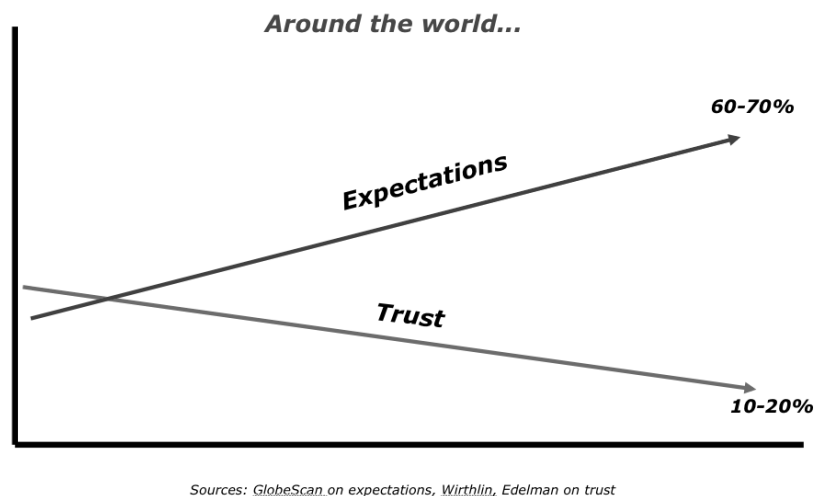 Around the world...
60-70%
Expectations
Trust
10-20%
Sources: GlobeScan on expectations, Wirthlin, Edelman on trust